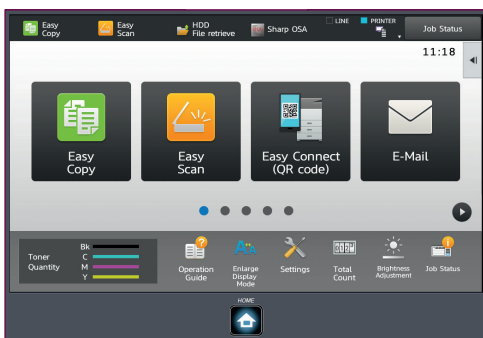 Easy
Copy
Easy
Scan
HDD
File retrieve
Sharp OSA
LINE
PRINTER
Job Status
11:18
Easy
Copy
Easy
Scan
Easy Connect
(QR code)
E-Mail
Toner
Quantity
Bk
C
M
Y
Operation
Guide
Enlarge
Display
Mode
Settings
Total
Count
Brightness
Adjustment
Job Status
HOME